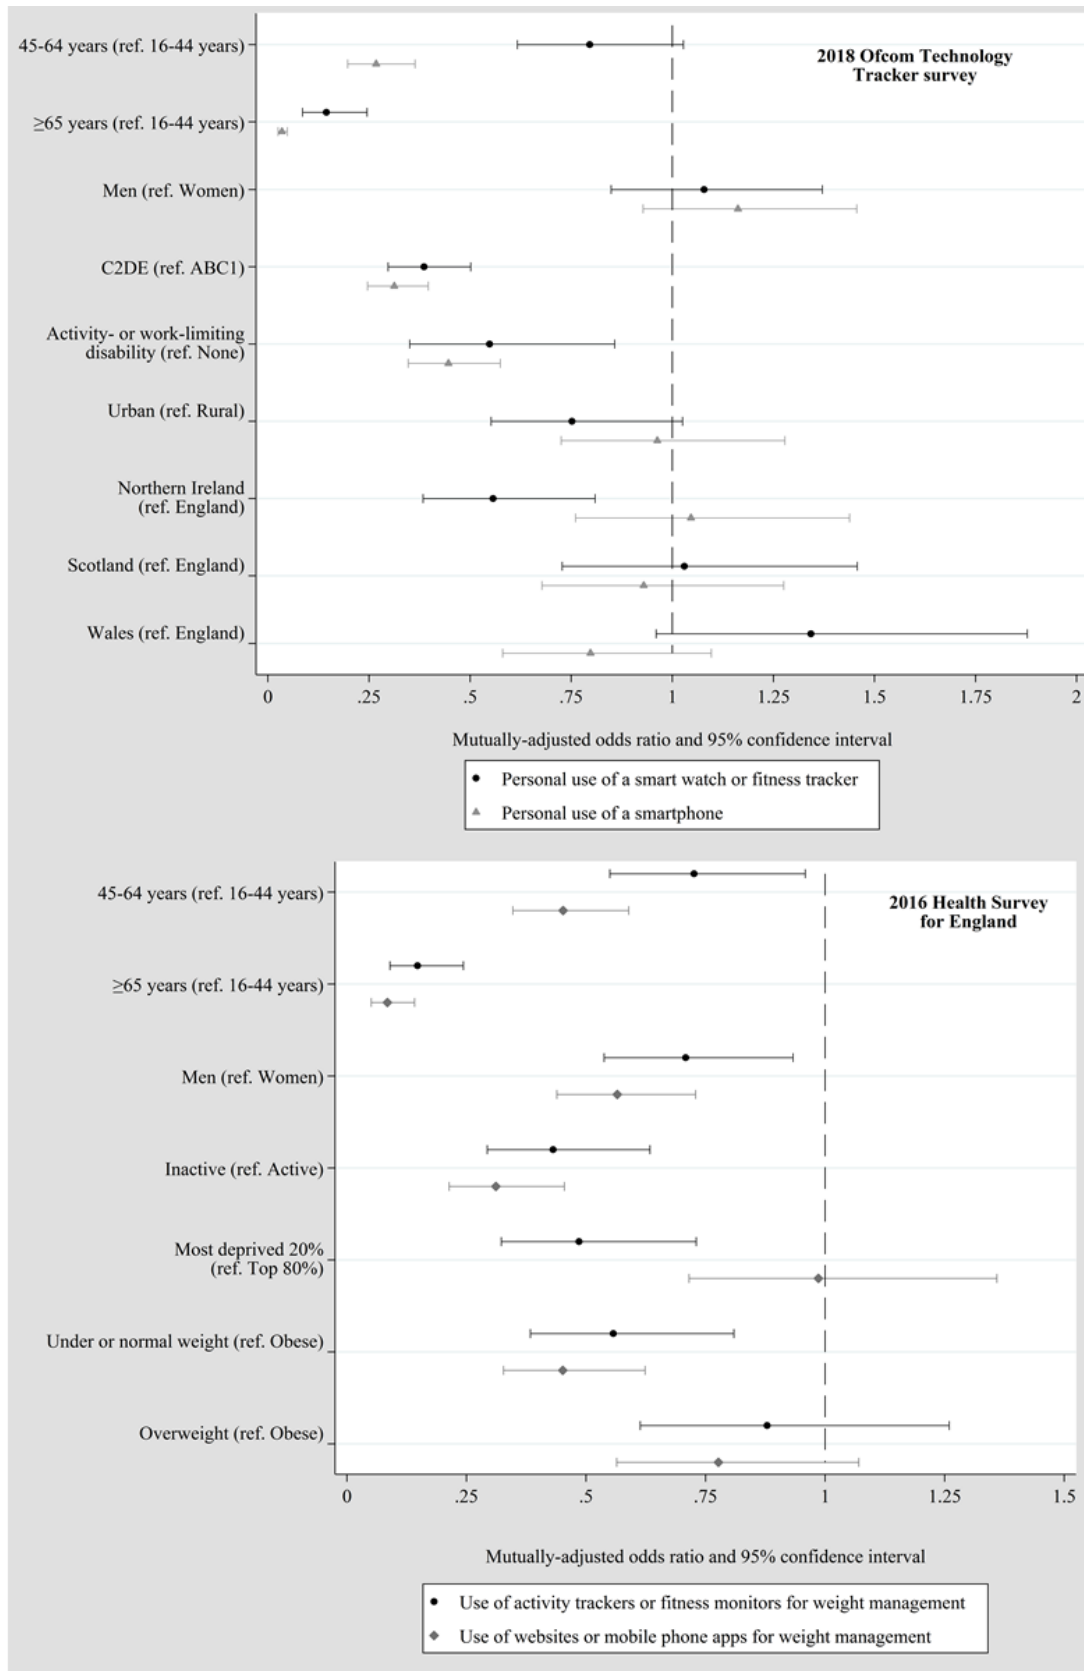 45-64 years (ref. 16-44 years)
2018 Ofcom Technology
Tracker survey
≥65 years (ref. 16-44 years)
Men (ref. Women)
C2DE (ref. ABC1)
Activity- or work-limiting
disability (ref. None)
Urban (ref. Rural)
Northern Ireland
(ref. England)
Scotland (ref. England)
Wales (ref. England)
0 .25 .5 .75 1 1.25 1.5 1.75 2
Mutually-adjusted odds ratio and 95% confidence interval
Personal use of a smart watch or fitness tracker
Personal use of a smartphone
45-64 years (ref. 16-44 years)
2016 Health Survey
for England
≥65 years (ref. 16-44 years)
Men (ref. Women)
Inactive (ref. Active)
Most deprived 20%
(ref. Top 80%)
Under or normal weight (ref. Obese)
Overweight (ref. Obese)
0 .25 .5 .75 1 1.25 1.5
Mutually-adjusted odds ratio and 95% confidence interval
Use of activity trackers or fitness monitors for weight management
Use of websites or mobile phone apps for weight management